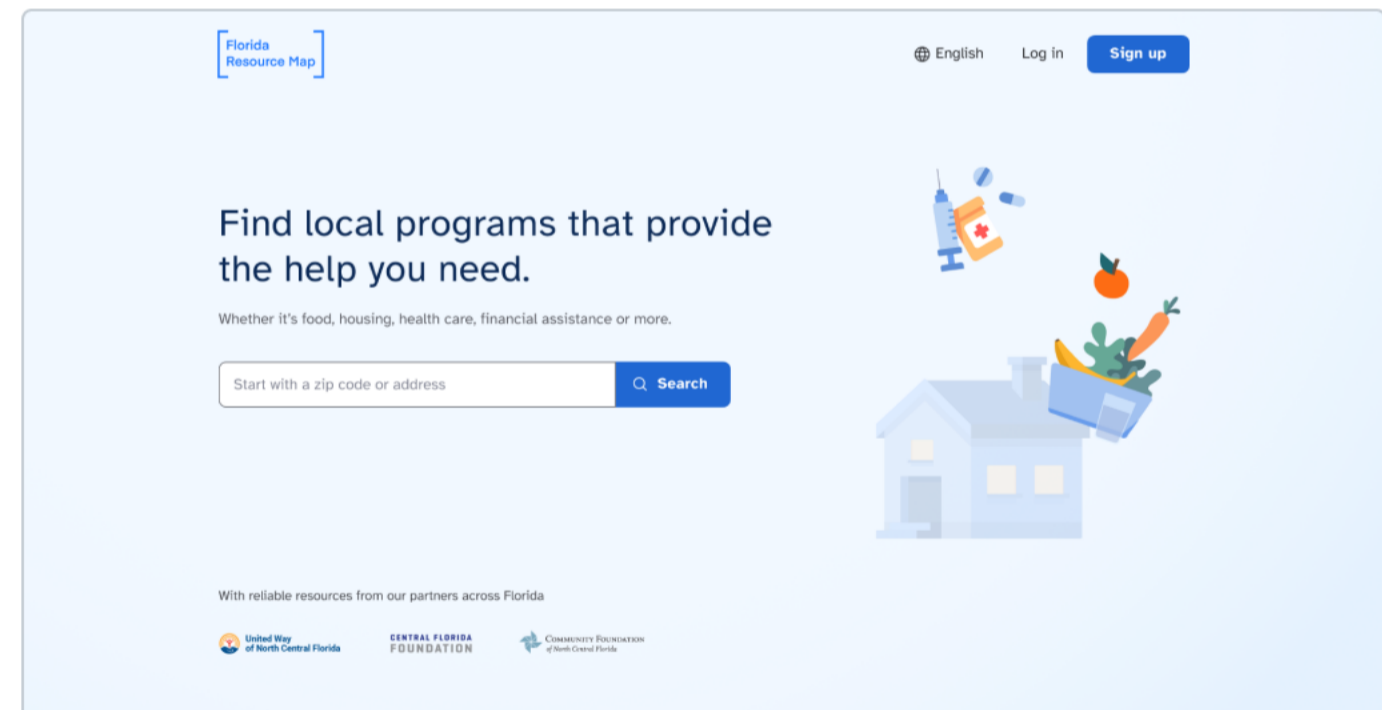 Florida
Resource Map
English
Log in
Sign up
Find local programs that provide
the help you need.
Whether it's food, housing, health care, financial assistance or more.
Start with a zip code or address
Search
With reliable resources from our partners across Florida
United Way
of North Central Florida
CENTRAL FLORIDA
FOUNDATION
COMMUNITY FOUNDATION
of North Central Florida